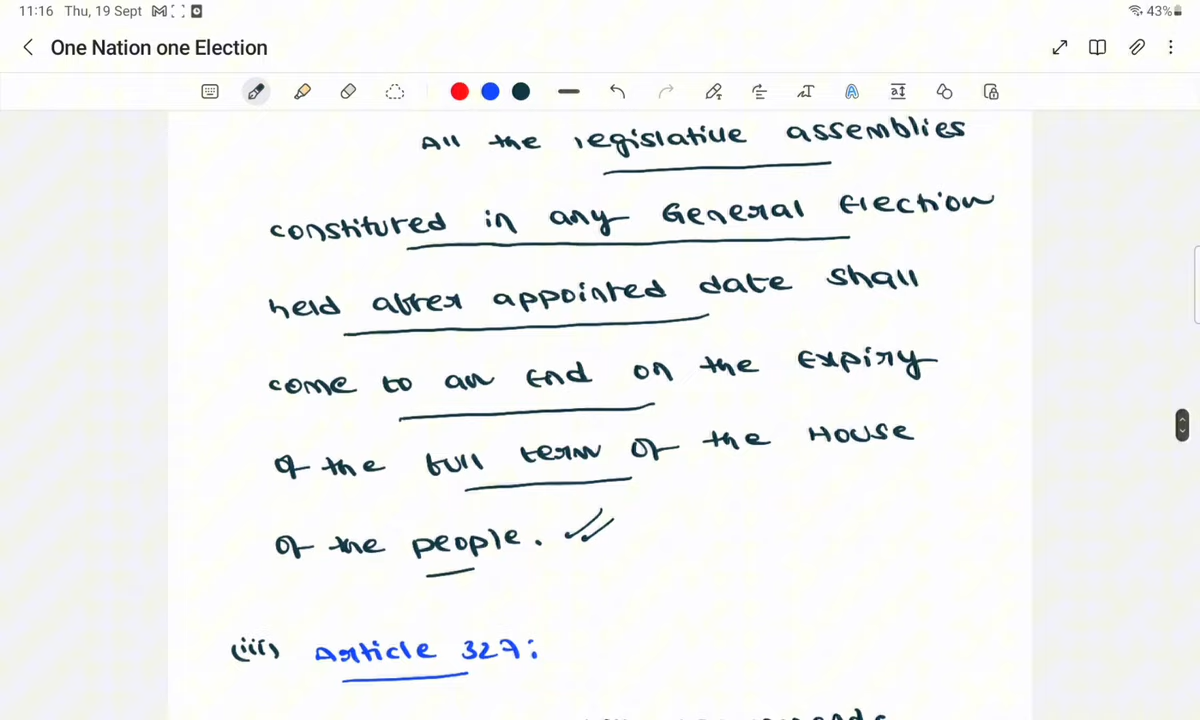 11:16 Thu, 19 Sept
43%
One Nation one Election
All the legislative assemblies
constituted in any General Election
held after appointed date shall
come to an End on the Expiry
of the full term of the House
of the people.
(iii) Article 327: